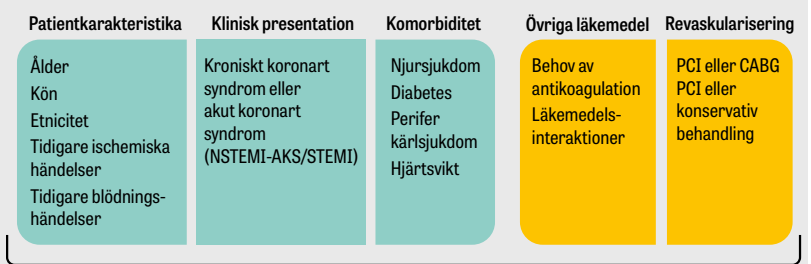 Patientkarakteristika
Ålder
Kön
Etnicitet
Tidigare ischemiska
händelser
Tidigare blödnings-
händelser
Klinisk presentation
Kroniskt koronart
syndrom eller
akut koronart
syndrom
(NSTEMI-AKS/STEMI)
Komorbiditet
Njursjukdom
Diabetes
Perifer
kärlsjukdom
Hjärtsvikt
Övriga läkemedel
Behov av
antikoagulation
Läkemedels-
interaktioner
Revaskularisering
PCI eller CABG
PCI eller
konservativ
behandling